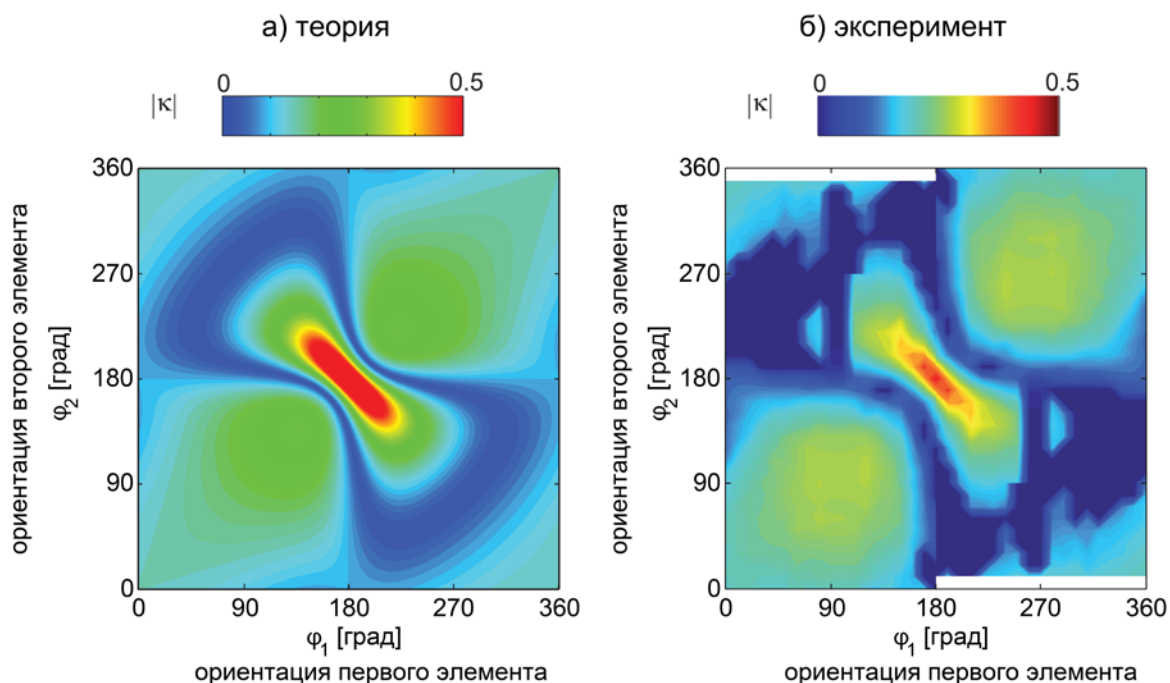 а) теория
|κ|
0
0.5
360
270
180
90
0
ориентация второго элемента
φ2 [град]
0
90
180
270
360
φ1 [град]
ориентация первого элемента
б) эксперимент
|κ|
0
0.5
360
270
180
90
0
ориентация второго элемента
φ2 [град]
0
90
180
270
360
φ1 [град]
ориентация первого элемента